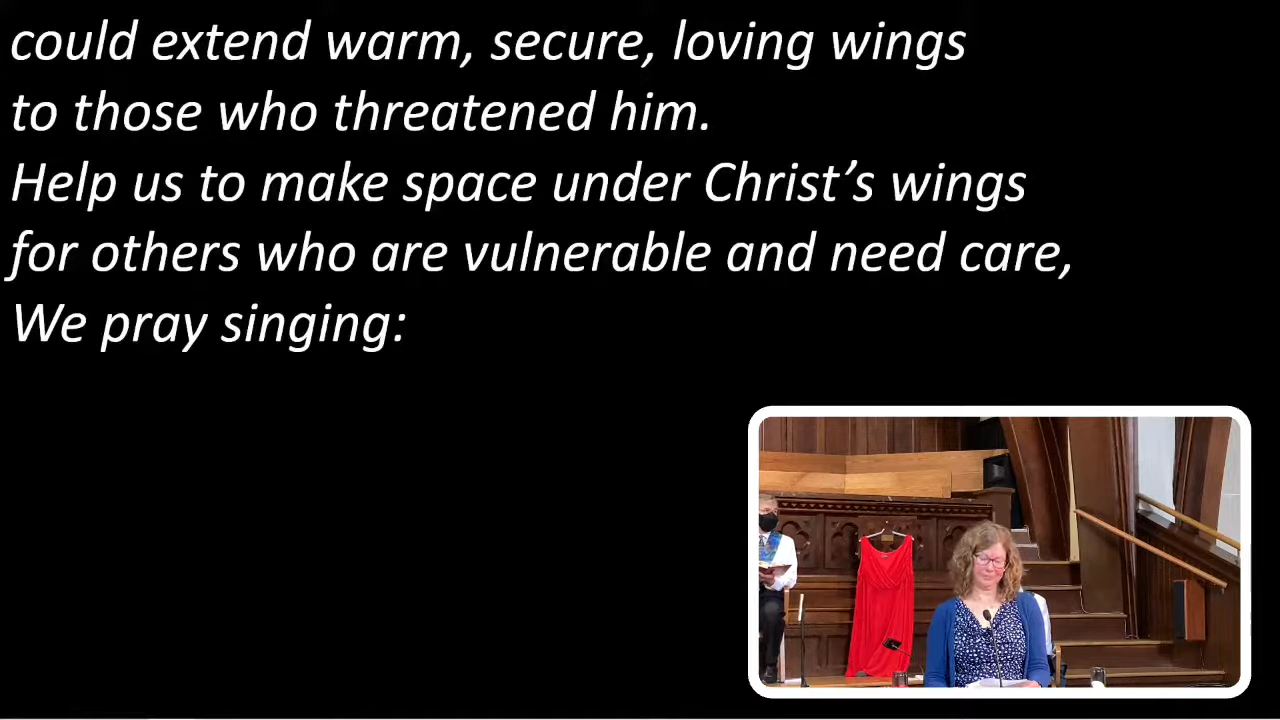 could extend warm, secure, loving wings
to those who threatened him.
Help us to make space under Christ’s wings
for others who are vulnerable and need care,
We pray singing: